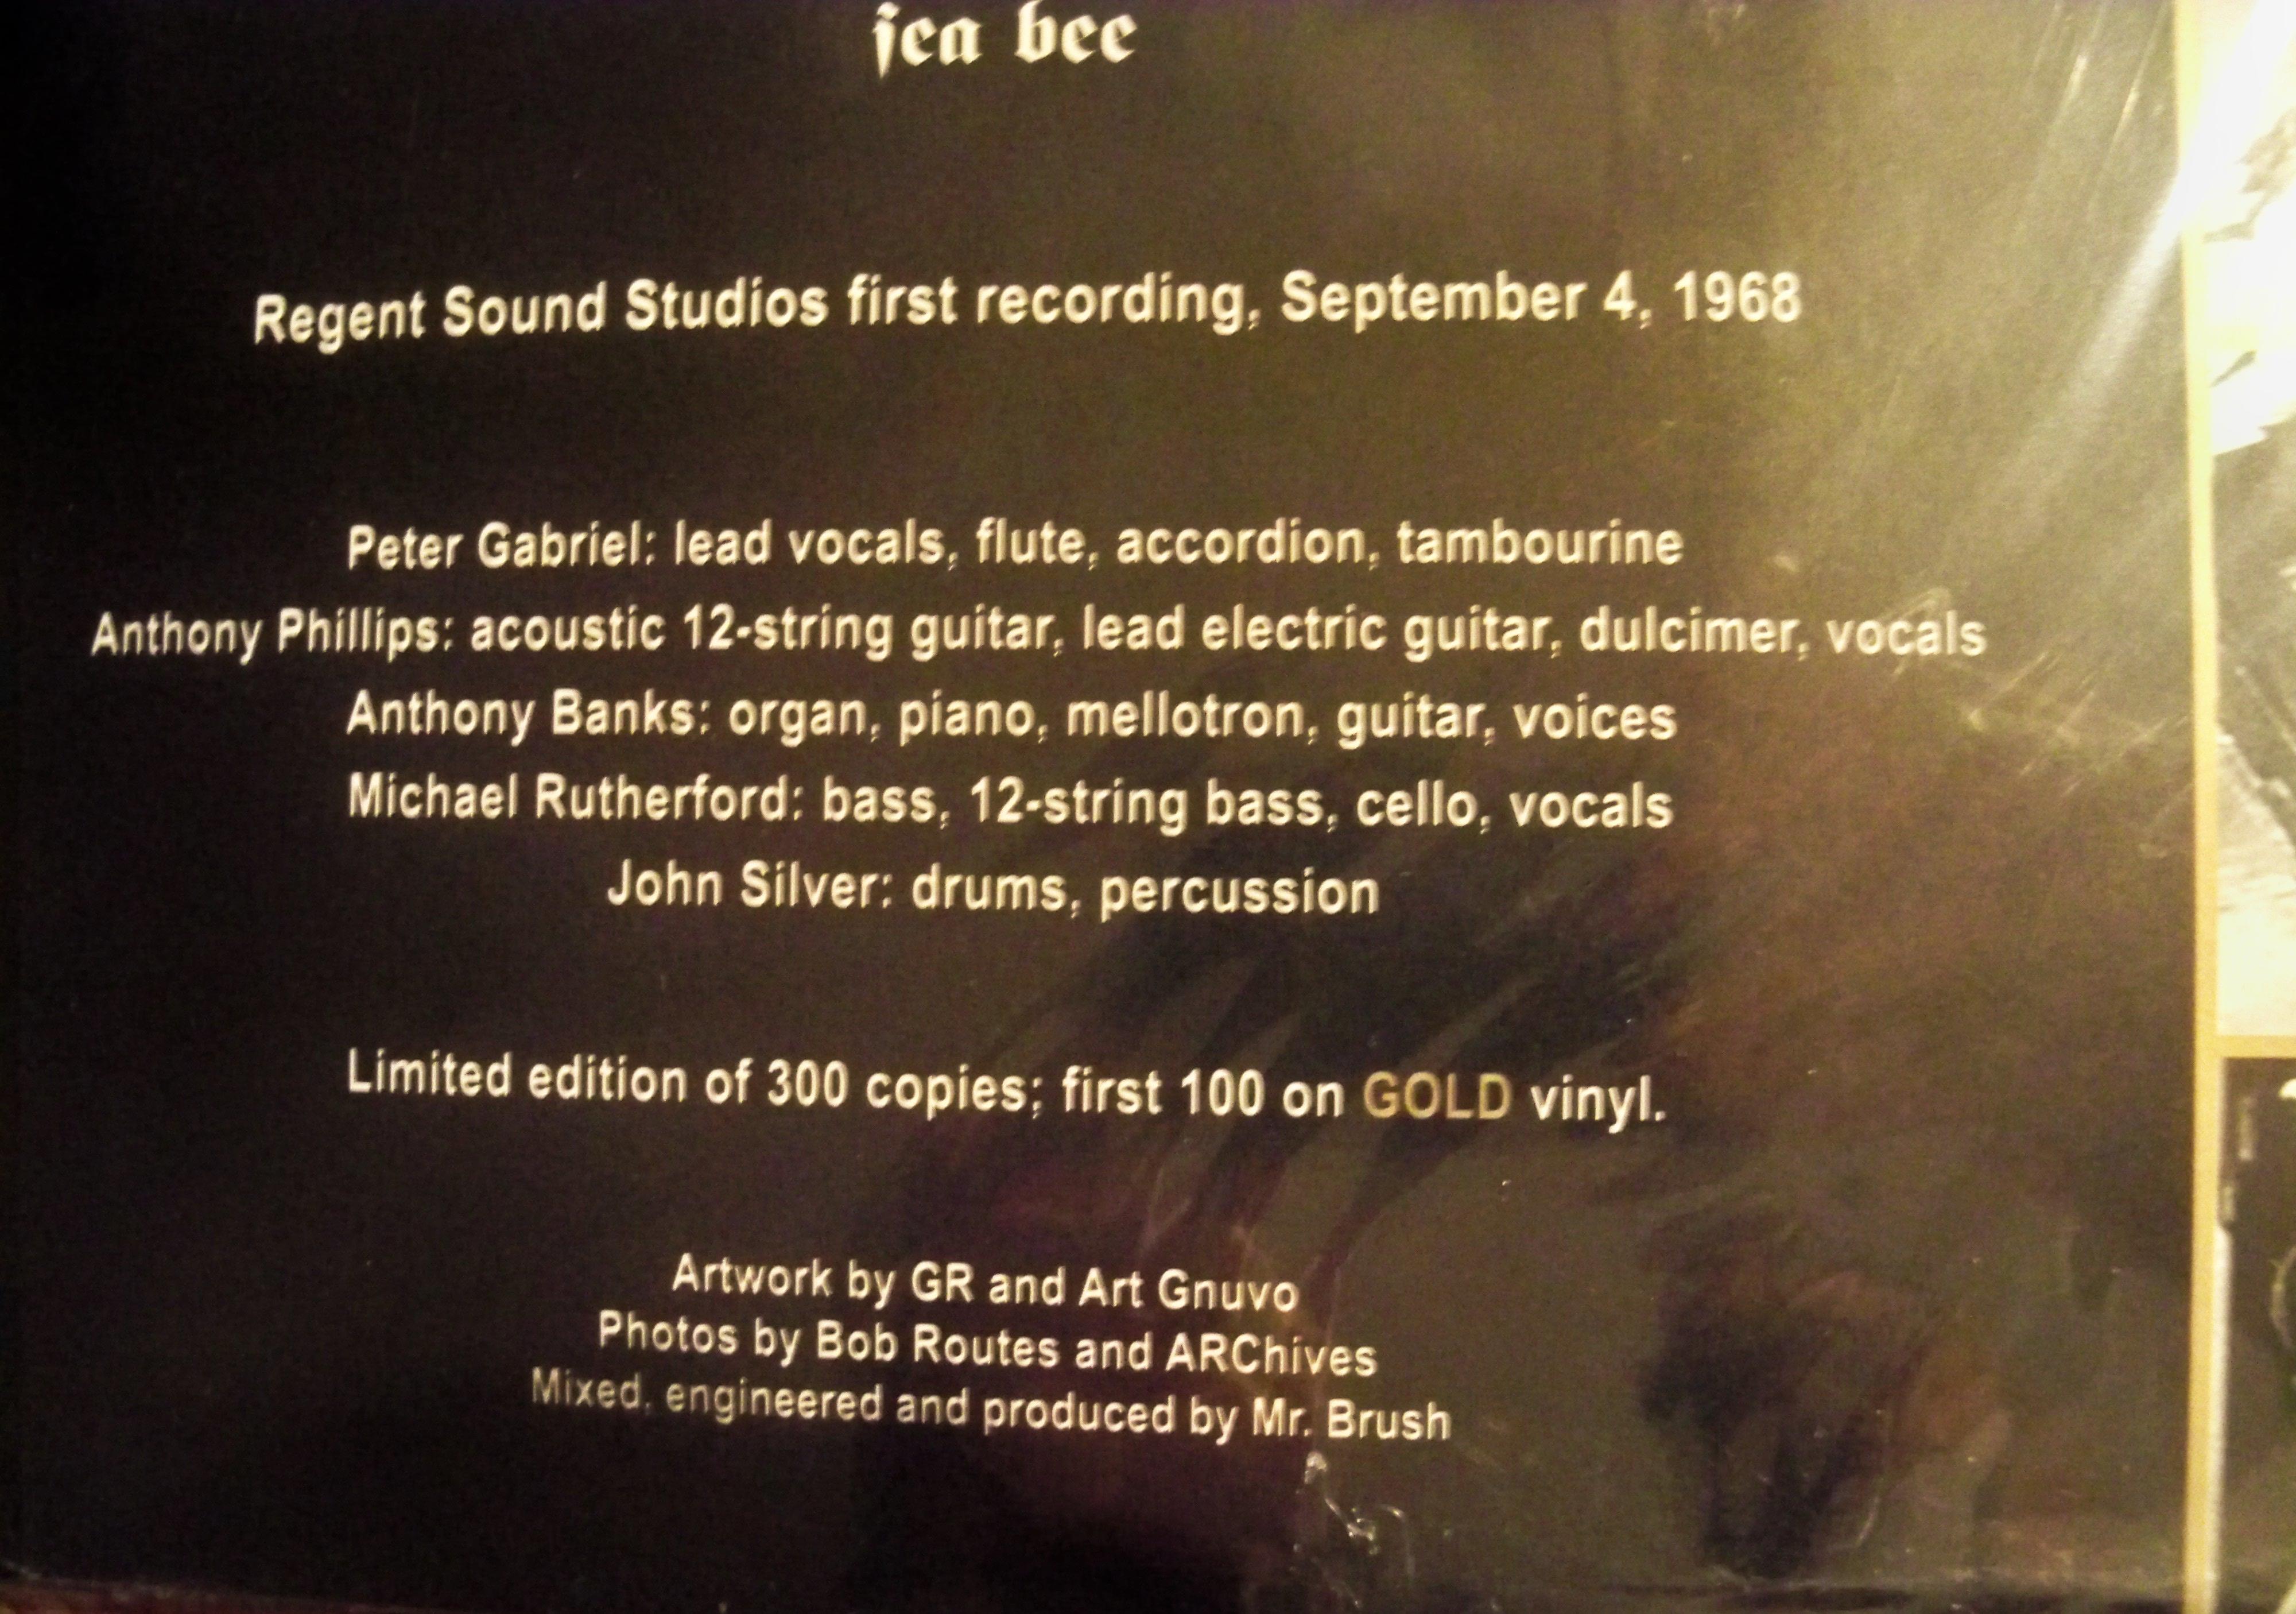 sea bee
Regent Sound Studios first recording, September 4, 1968
Peter Gabriel: lead vocals, flute, accordion, tambourine
Anthony Phillips: acoustic 12-string guitar, lead electric guitar, dulcimer, vocals
Anthony Banks: organ, piano, mellotron, guitar, voices
Michael Rutherford: bass, 12-string bass, cello, vocals
John Silver: drums, percussion
Limited edition of 300 copies; first 100 on GOLD vinyl.
Artwork by GR and Art Gnuvo
Photos by Bob Routes and ARChives
Mixed, engineered and produced by Mr. Brush